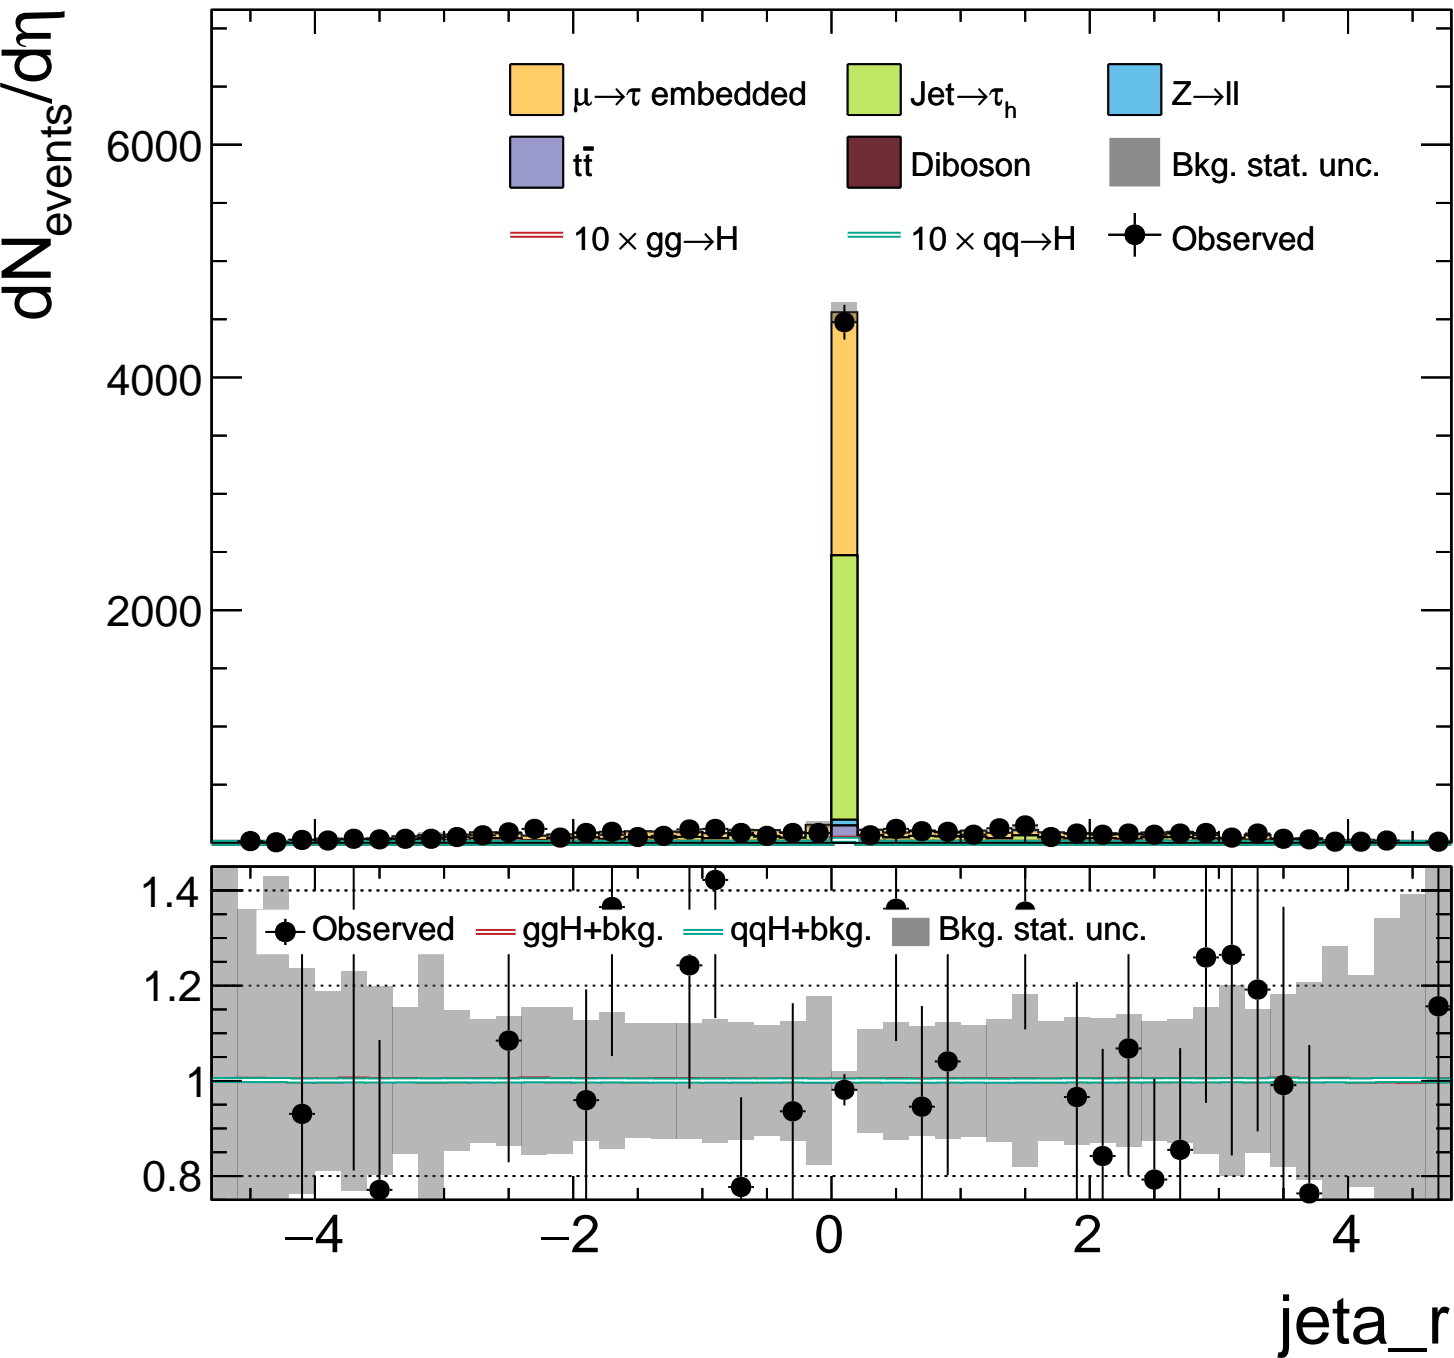 dN_events/dη
μ→τ embedded Jet→τ_h Z→ll
tt̄ Diboson Bkg. stat. unc.
10 × gg→H 10 × qq→H Observed
6000
4000
2000
1.4
Observed ggH+bkg. qqH+bkg. Bkg. stat. unc.
1.2
1
0.8
−4 −2 0 2 4
jeta_r